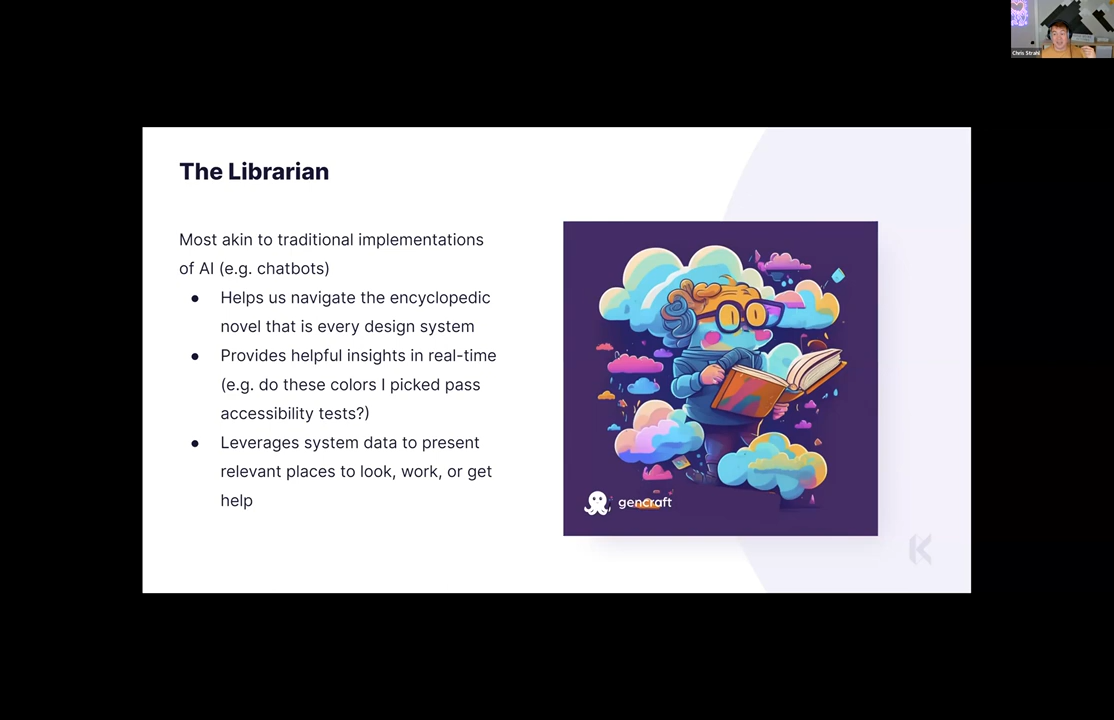 Chris Strahl
The Librarian
Most akin to traditional implementations
of AI (e.g. chatbots)
● Helps us navigate the encyclopedic
novel that is every design system
● Provides helpful insights in real-time
(e.g. do these colors I picked pass
accessibility tests?)
● Leverages system data to present
relevant places to look, work, or get
help
gencraft